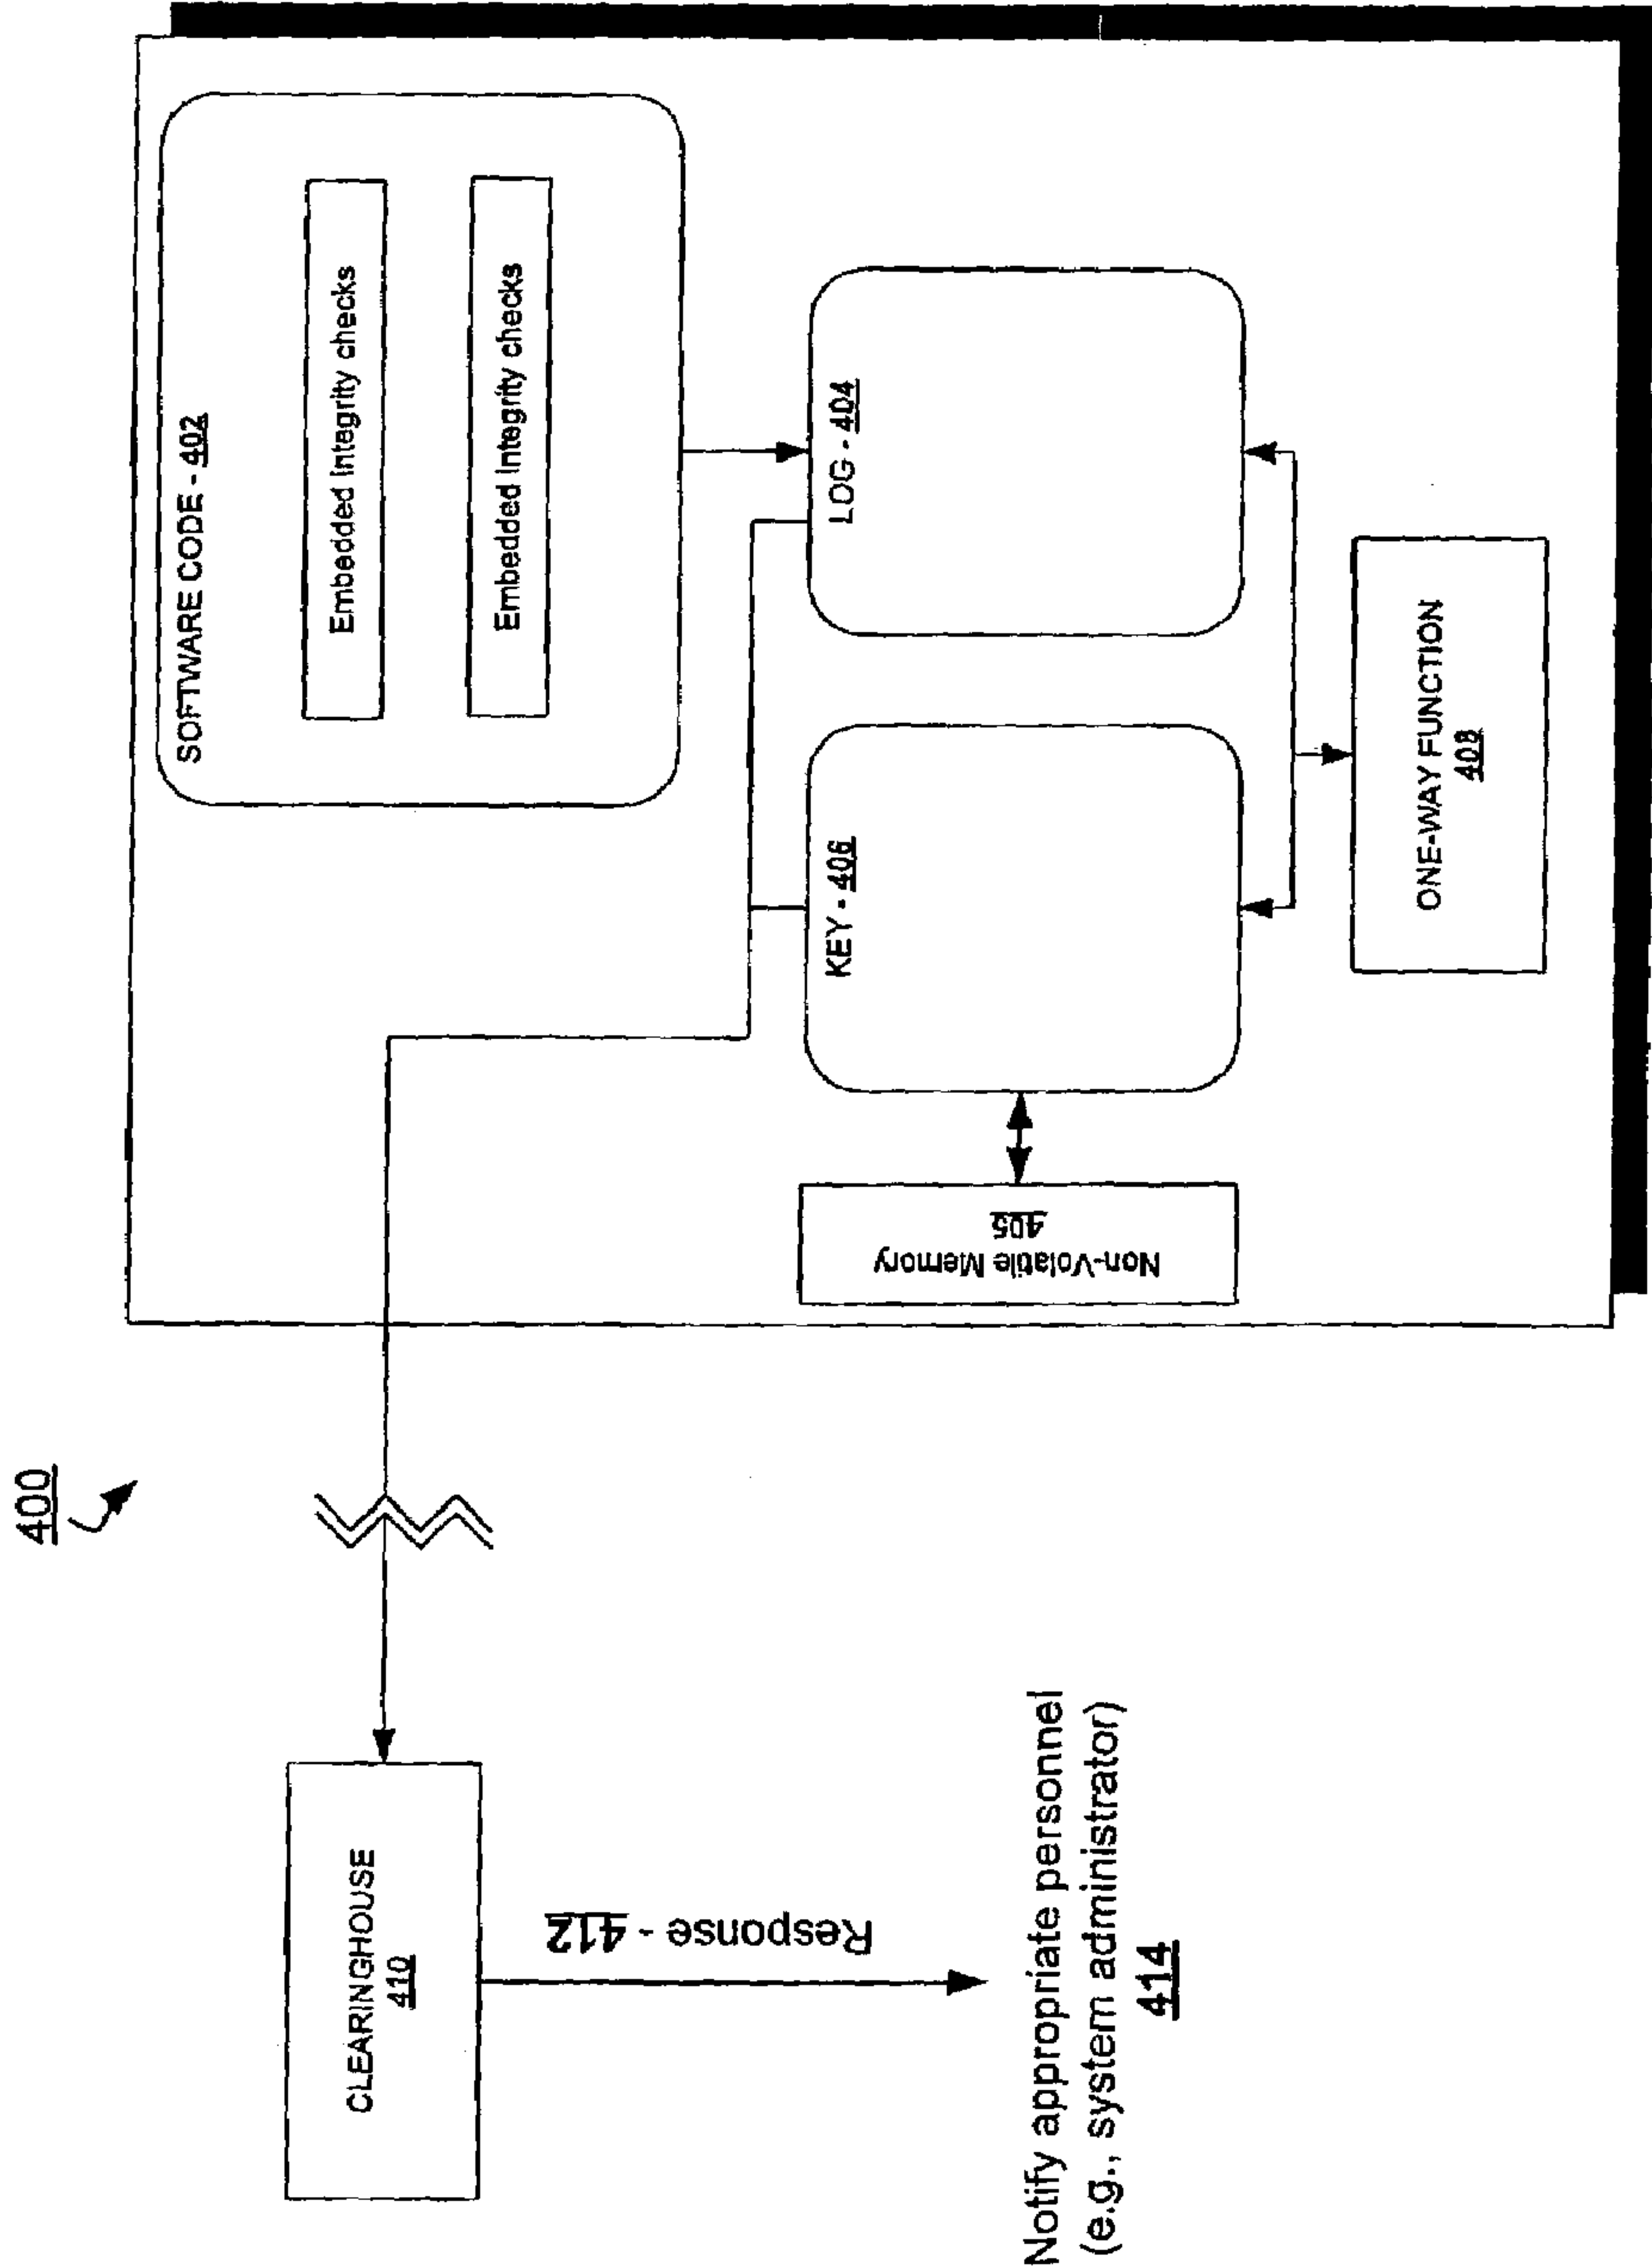 400
SOFTWARE CODE - 402
Embedded Integrity checks
Embedded Integrity checks
CLEARINGHOUSE
410
Response - 412
Notify appropriate personnel
(e.g., system administrator)
414
Non-Volatile Memory
405
KEY - 406
LOG - 404
ONE-WAY FUNCTION
408